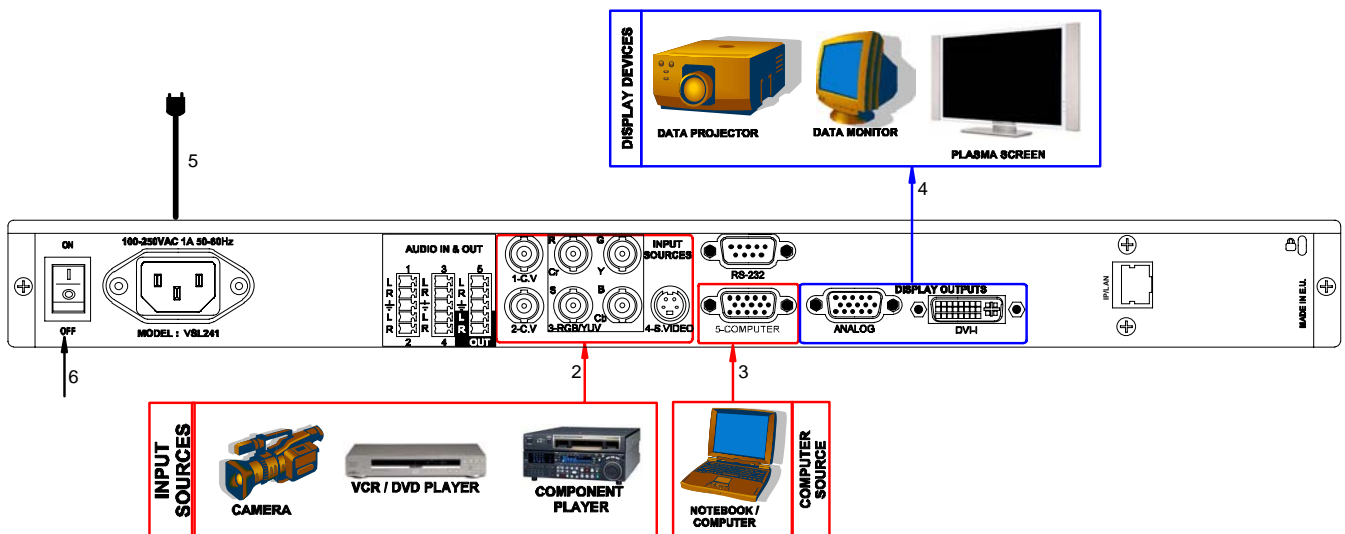 DISPLAY DEVICES
DATA PROJECTOR
DATA MONITOR
PLASMA SCREEN
5
4
ON
100-250VAC 1A 50-60Hz
OFF
MODEL : VSL241
AUDIO IN & OUT
1 3 5
L L L
R R R
L L L
R R R
2 4 OUT
R G
INPUT
SOURCES
Cr Y
1-C.V
S B
Cb
2-C.V 3-RGB/YUV 4-S.VIDEO
RS-232
5-COMPUTER
DISPLAY OUTPUTS
ANALOG DVI-I
IP/LAN
MADE IN E.U.
6
2
3
INPUT
SOURCES
CAMERA
VCR / DVD PLAYER
COMPONENT
PLAYER
NOTEBOOK /
COMPUTER
COMPUTER
SOURCE